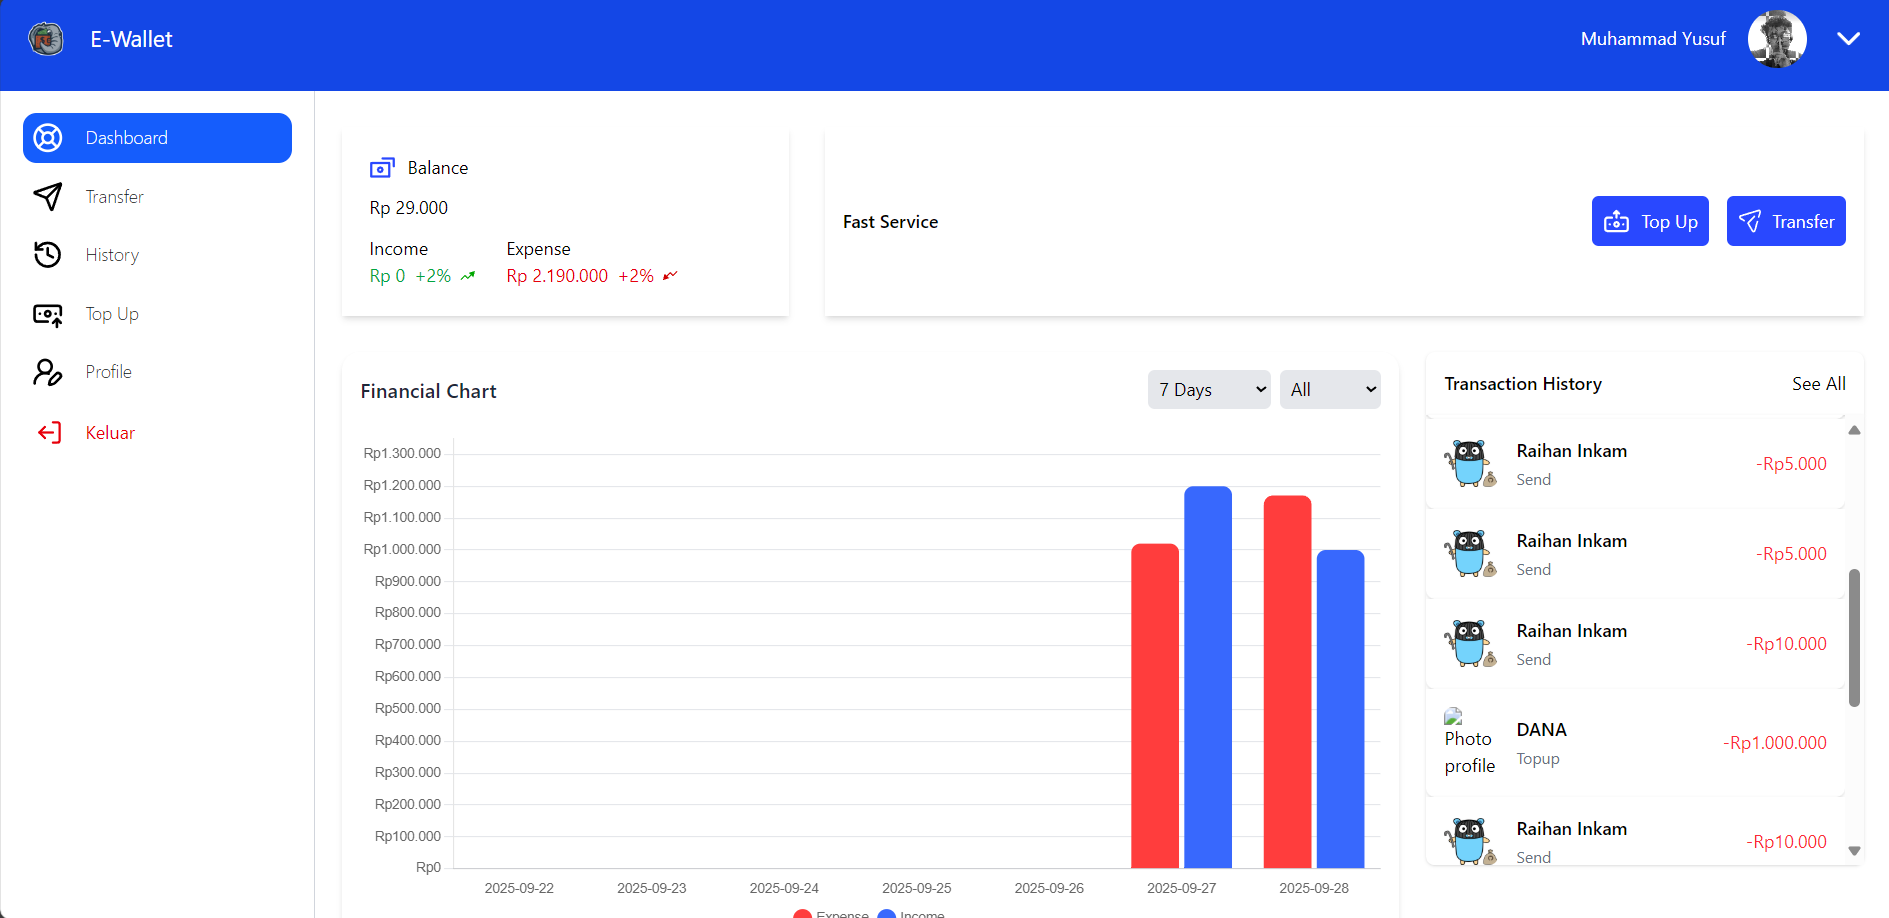 E-Wallet
Muhammad Yusuf
Dashboard
Transfer
History
Top Up
Profile
Keluar
Balance
Rp 29.000
Income Expense
Rp 0 +2% Rp 2.190.000 +2%
Fast Service
Top Up
Transfer
Financial Chart
7 Days
All
Rp1.300.000
Rp1.200.000
Rp1.100.000
Rp1.000.000
Rp900.000
Rp800.000
Rp700.000
Rp600.000
Rp500.000
Rp400.000
Rp300.000
Rp200.000
Rp100.000
Rp0
2025-09-22 2025-09-23 2025-09-24 2025-09-25 2025-09-26 2025-09-27 2025-09-28
Expense Income
Transaction History See All
Raihan Inkam
Send
-Rp5.000
Raihan Inkam
Send
-Rp5.000
Raihan Inkam
Send
-Rp10.000
Photo
profile
DANA
Topup
-Rp1.000.000
Raihan Inkam
Send
-Rp10.000